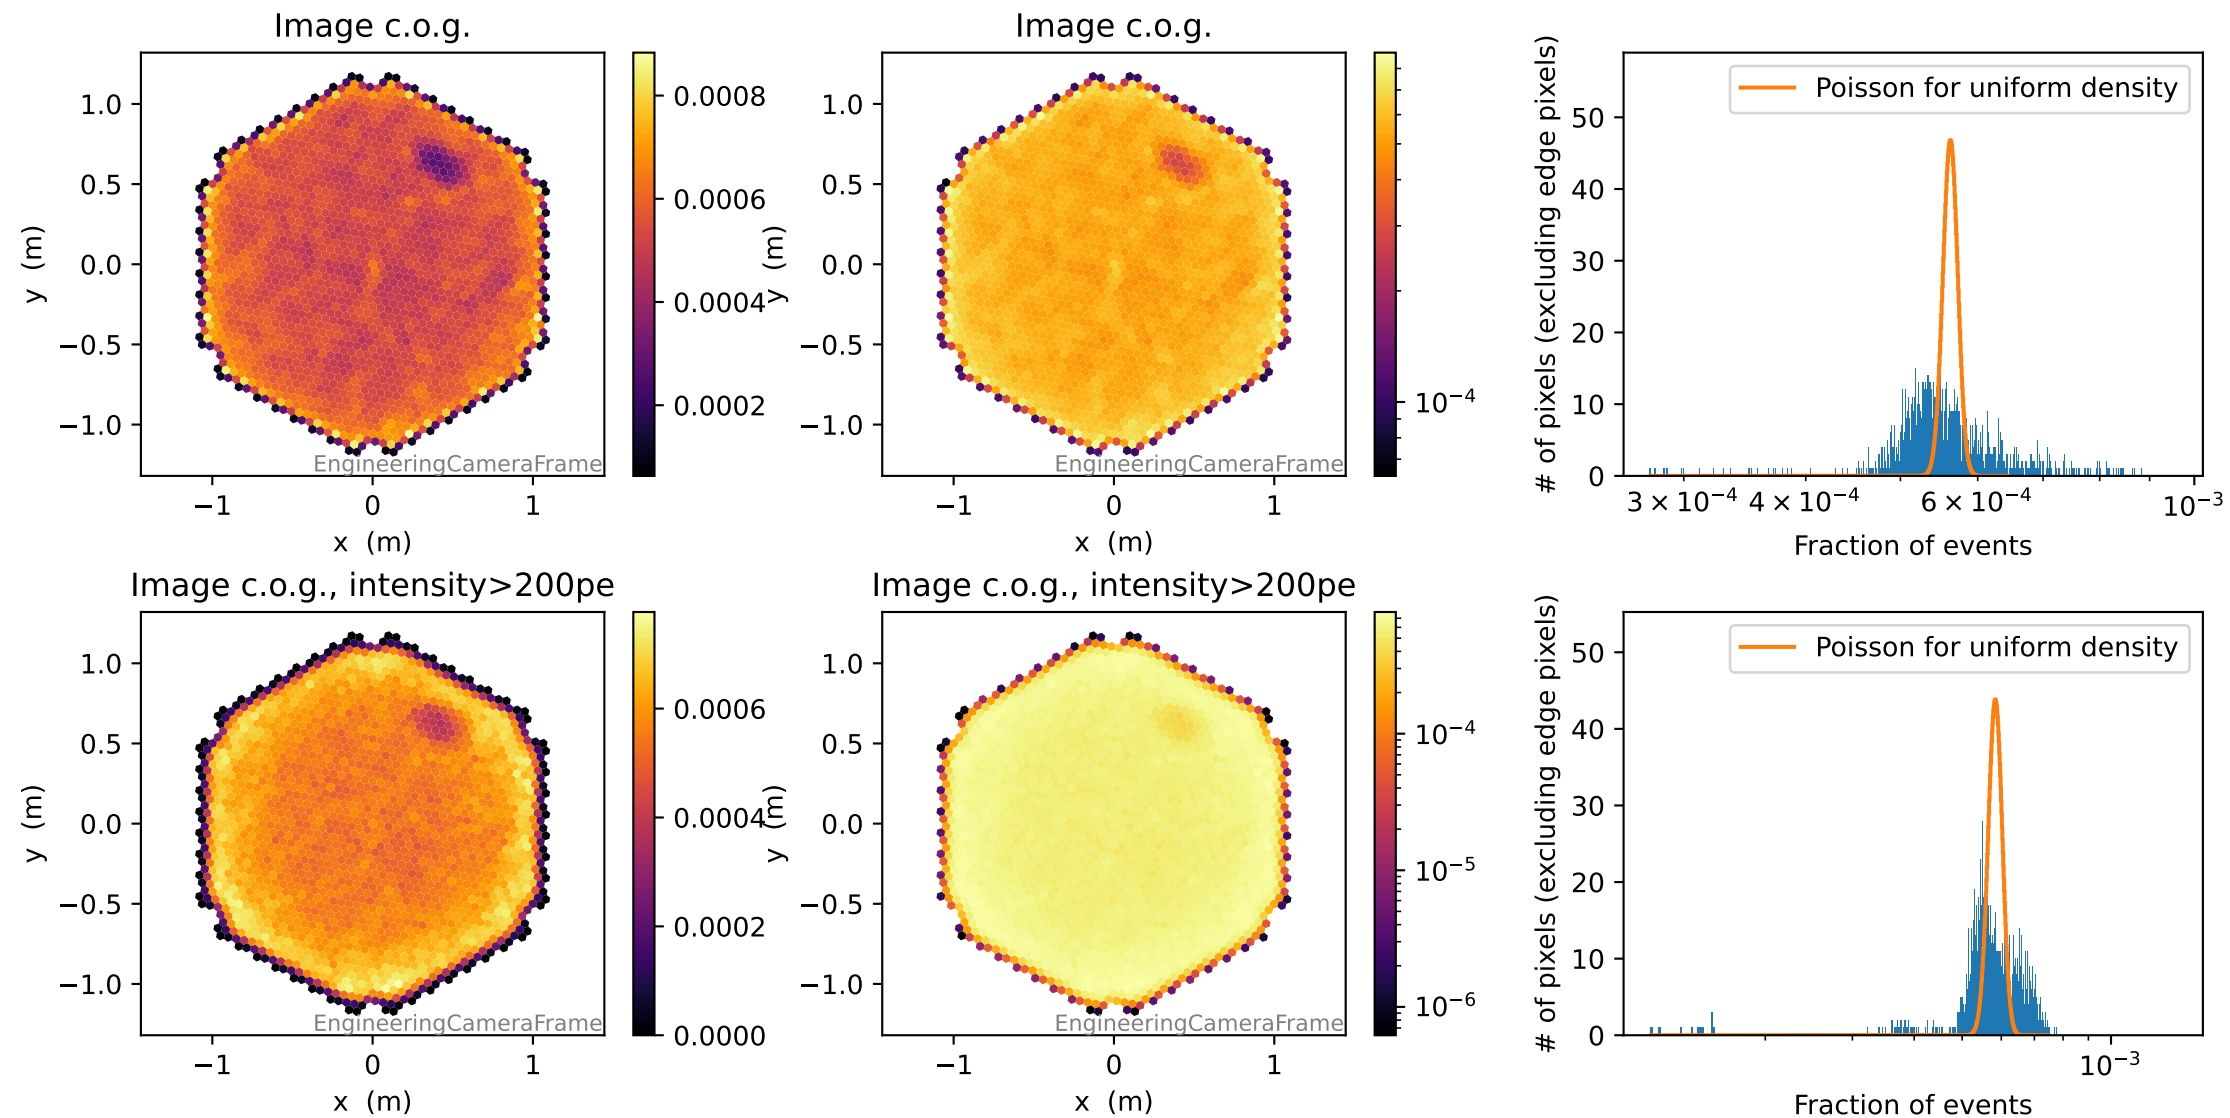 Image c.o.g.
1.0
0.5
0.0
−0.5
−1.0
y (m)
−1 0 1
x (m)
EngineeringCameraFrame
0.0008
0.0006
0.0004
0.0002
Image c.o.g.
1.0
0.5
0.0
−0.5
−1.0
y (m)
−1 0 1
x (m)
EngineeringCameraFrame
10⁻⁴
# of pixels (excluding edge pixels)
50
40
30
20
10
0
Poisson for uniform density
3 × 10⁻⁴ 4 × 10⁻⁴ 6 × 10⁻⁴ 10⁻³
Fraction of events
Image c.o.g., intensity>200pe
1.0
0.5
0.0
−0.5
−1.0
y (m)
−1 0 1
x (m)
EngineeringCameraFrame
0.0006
0.0004
0.0002
0.0000
Image c.o.g., intensity>200pe
1.0
0.5
0.0
−0.5
−1.0
y (m)
−1 0 1
x (m)
EngineeringCameraFrame
10⁻⁴
10⁻⁵
10⁻⁶
# of pixels (excluding edge pixels)
50
40
30
20
10
0
Poisson for uniform density
10⁻³
Fraction of events